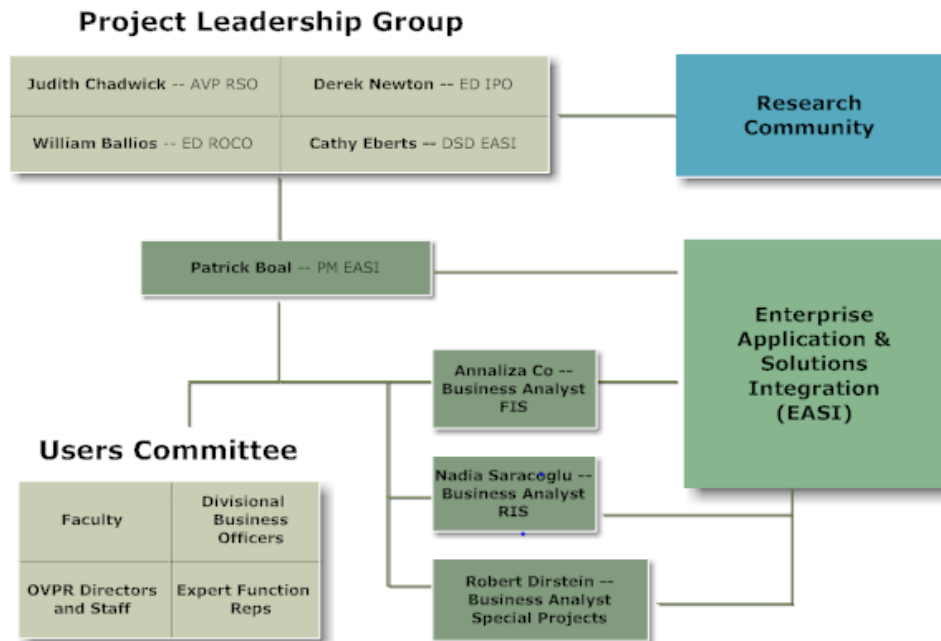 Project Leadership Group
Judith Chadwick -- AVP RSO
Derek Newton -- ED IPO
William Ballios -- ED ROCO
Cathy Eberts -- DSD EASI
Research
Community
Patrick Boal -- PM EASI
Enterprise
Application &
Solutions
Integration
(EASI)
Annaliza Co --
Business Analyst
FIS
Nadia Saracoglu --
Business Analyst
RIS
Robert Dirstein --
Business Analyst
Special Projects
Users Committee
Faculty
Divisional
Business
Officers
OVPR Directors
and Staff
Expert Function
Reps